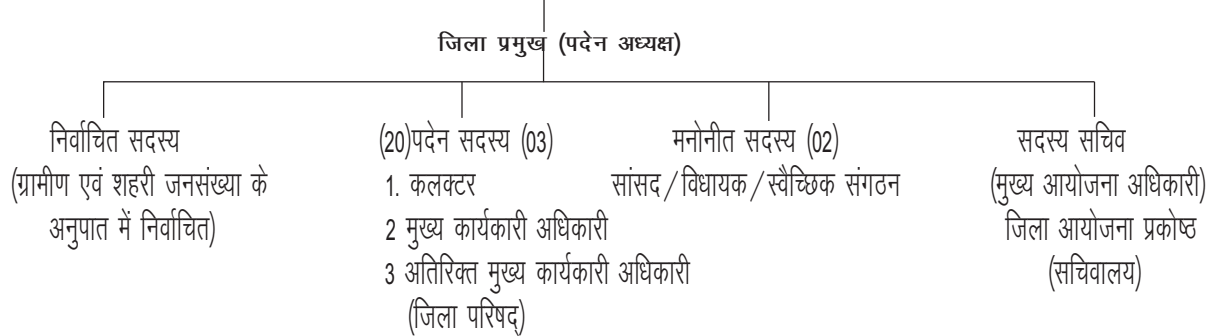 जिला प्रमुख (पदेन अध्यक्ष)
निर्वाचित सदस्य
(ग्रामीण एवं शहरी जनसंख्या के
अनुपात में निर्वाचित)
(20)पदेन सदस्य (03)
1. कलक्टर
2 मुख्य कार्यकारी अधिकारी
3 अतिरिक्त मुख्य कार्यकारी अधिकारी
(जिला परिषद्)
मनोनीत सदस्य (02)
सांसद/विधायक/स्वैच्छिक संगठन
सदस्य सचिव
(मुख्य आयोजना अधिकारी)
जिला आयोजना प्रकोष्ठ
(सचिवालय)